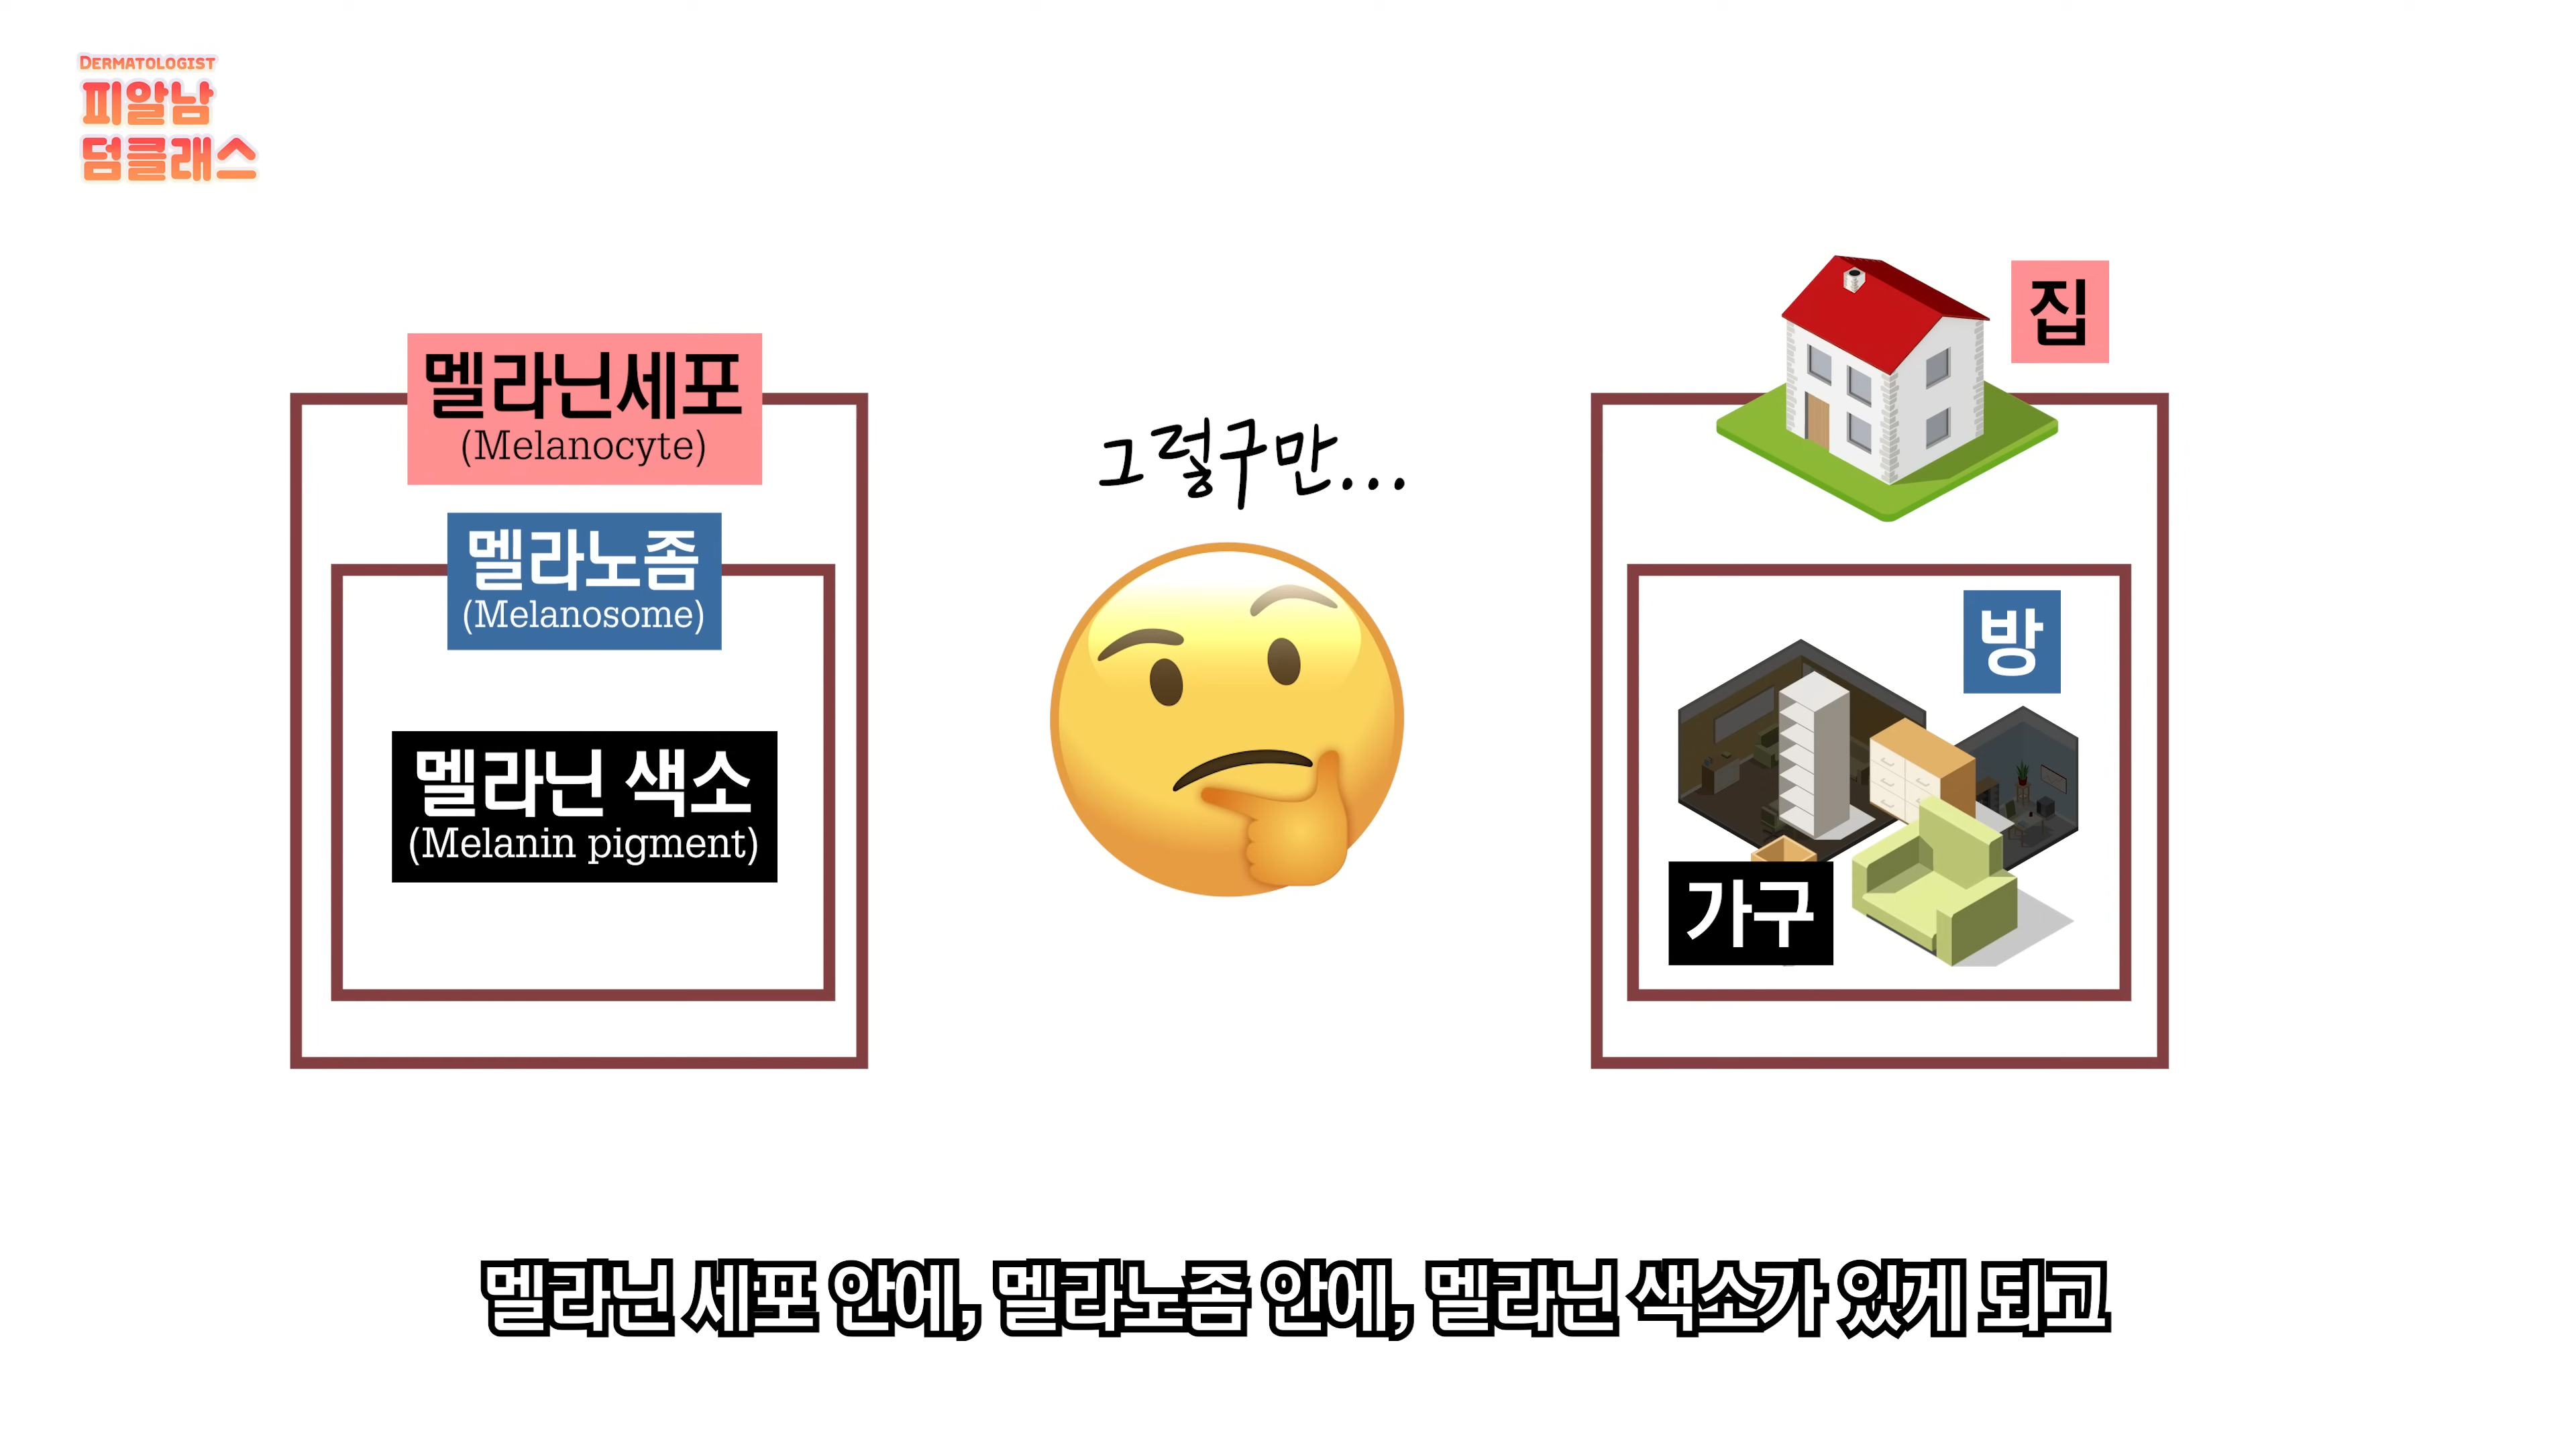 DERMATOLOGIST
피알남
덤클래스
멜라닌세포
(Melanocyte)
멜라노좀
(Melanosome)
멜라닌 색소
(Melanin pigment)
그렇구만...
집
방
가구
멜라닌 세포 안에, 멜라노좀 안에, 멜라닌 색소가 있게 되고